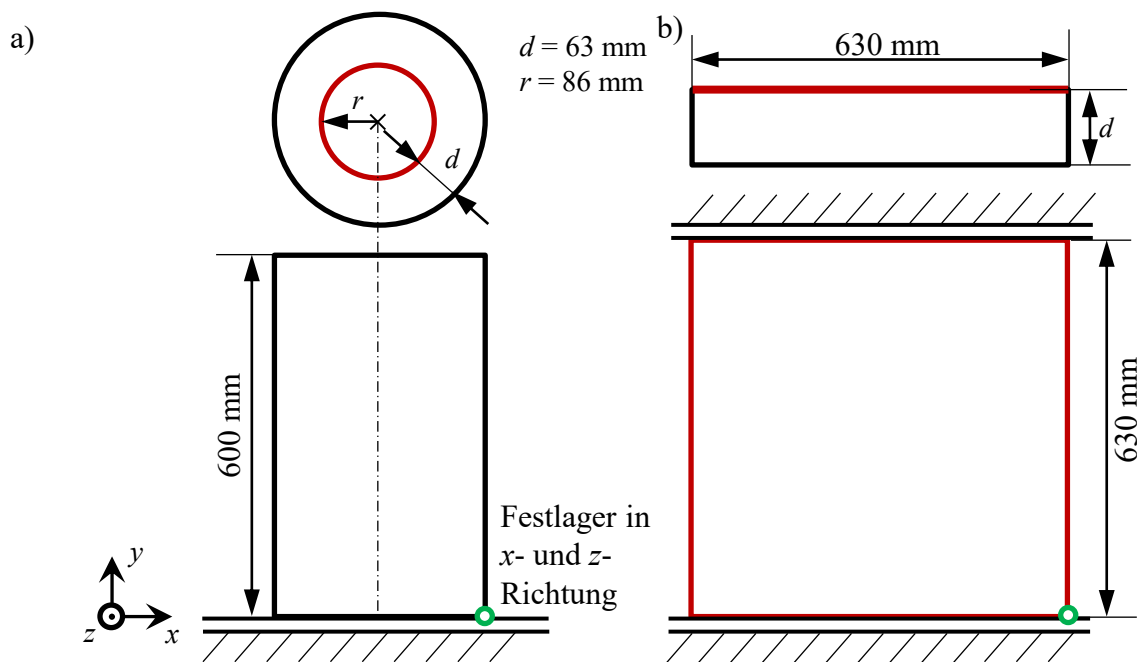 a)
d = 63 mm
r = 86 mm
r
d
600 mm
Festlager in
x- und z-
Richtung
y
z
x
b)
630 mm
d
630 mm